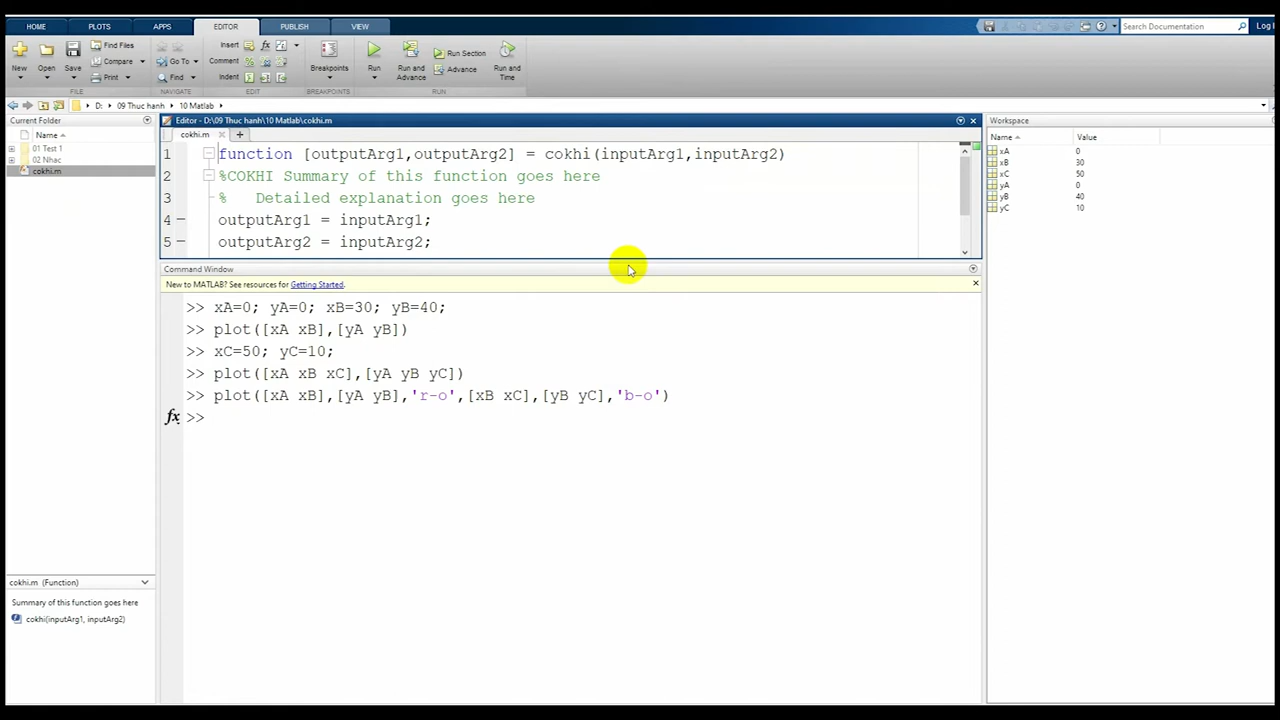 HOME PLOTS APPS EDITOR PUBLISH VIEW Search Documentation Log
New Open Save Find Files Compare Print Go To Find Insert Comment Indent fx Breakpoints Run Run and Advance Run Section Advance Run and Time
FILE NAVIGATE EDIT BREAKPOINTS RUN
D: 09 Thuc hanh 10 Matlab
Current Folder
Name
01 Test 1
02 Nhac
cokhi.m
Editor - D:\09 Thuc hanh\10 Matlab\cokhi.m
cokhi.m
1 function [outputArg1,outputArg2] = cokhi(inputArg1,inputArg2)
2 %COKHI Summary of this function goes here
3 %   Detailed explanation goes here
4 outputArg1 = inputArg1;
5 outputArg2 = inputArg2;
Command Window
New to MATLAB? See resources for Getting Started.
>> xA=0; yA=0; xB=30; yB=40;
>> plot([xA xB],[yA yB])
>> xC=50; yC=10;
>> plot([xA xB xC],[yA yB yC])
>> plot([xA xB],[yA yB],'r-o',[xB xC],[yB yC],'b-o')
fx >>
Workspace
Name Value
xA 0
xB 30
xC 50
yA 0
yB 40
yC 10
cokhi.m (Function)
Summary of this function goes here
cokhi(inputArg1, inputArg2)